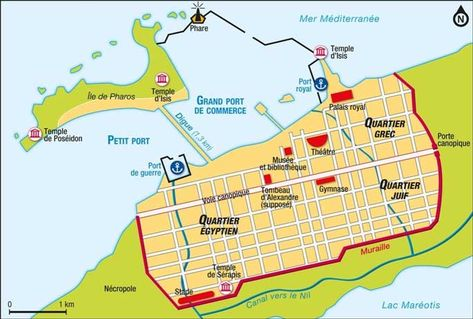 N
Mer Méditerranée
Phare
Temple
d'Isis
Port
royal
Temple
d'Isis
Île de Pharos
GRAND PORT
DE COMMERCE
Palais royal
Temple
de Poséidon
PETIT PORT
Digue (1,3 km)
QUARTIER
GREC
Porte
canopique
Théâtre
Musée
et bibliothèque
Port
de guerre
Voie canopique
Tombeau
d'Alexandre
(supposé)
Gymnase
QUARTIER
JUIF
QUARTIER
ÉGYPTIEN
Muraille
Temple
de Sérapis
Nécropole
Stade
Canal vers le Nil
Lac Maréotis
0 1 km